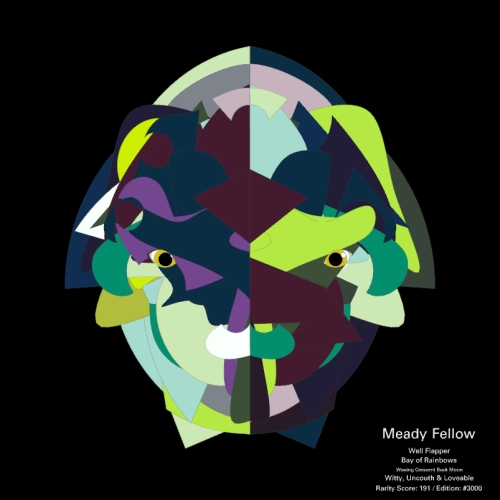 Meady Fellow
Well Flapper
Bay of Rainbows
Waxing Crescent Buck Moon
Witty, Uncouth & Loveable
Rarity Score: 191 / Edition: #3000